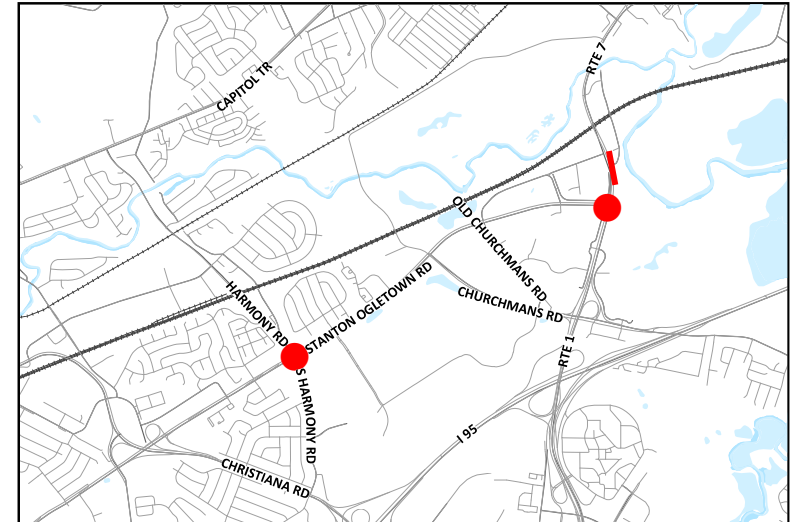 RTE 7
CAPITOL TR
OLD CHURCHMANS RD
STANTON OGLETOWN RD
CHURCHMANS RD
HARMONY RD
RTE 1
S HARMONY RD
I 95
CHRISTIANA RD